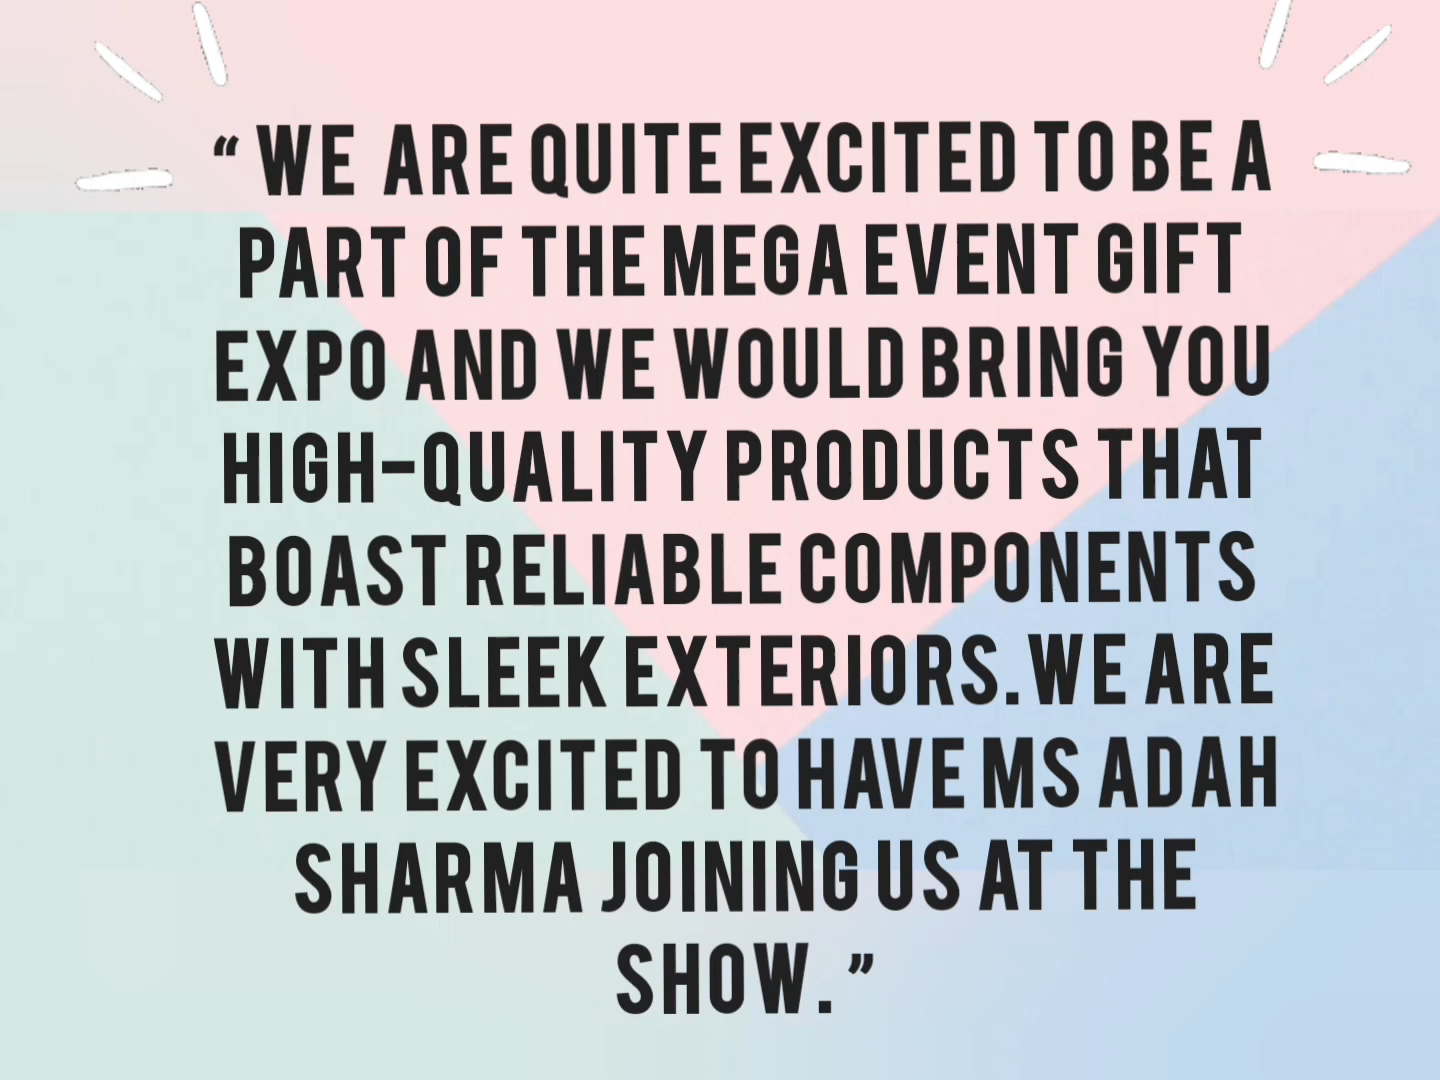 “ WE ARE QUITE EXCITED TO BE A
PART OF THE MEGA EVENT GIFT
EXPO AND WE WOULD BRING YOU
HIGH-QUALITY PRODUCTS THAT
BOAST RELIABLE COMPONENTS
WITH SLEEK EXTERIORS.WE ARE
VERY EXCITED TO HAVE MS ADAH
SHARMA JOINING US AT THE
SHOW. ”